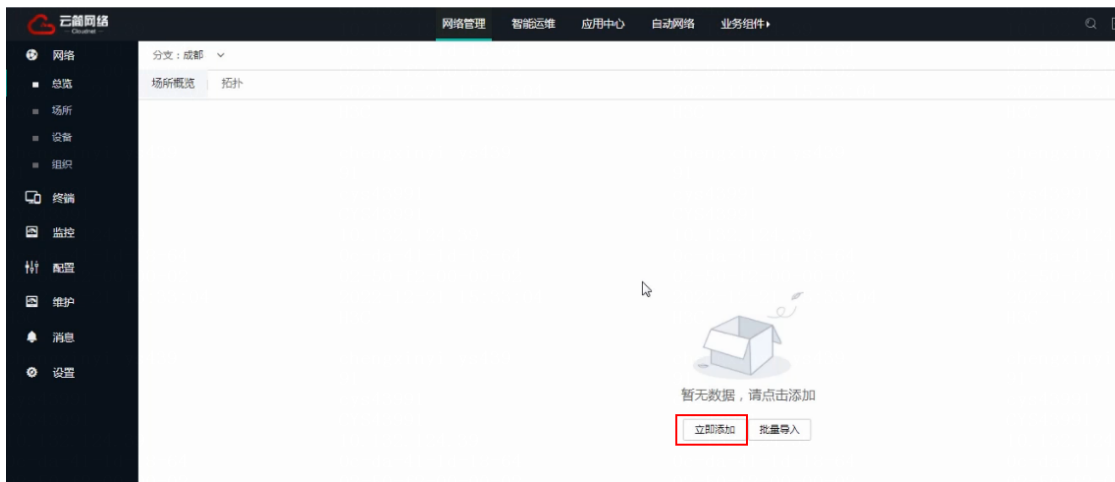 云简网络
Cloudnet
网络管理 智能运维 应用中心 自动网络 业务组件
网络
分支：成都
总览
场所概览 拓扑
场所
设备
组织
终端
监控
配置
维护
消息
设置
暂无数据，请点击添加
立即添加 批量导入